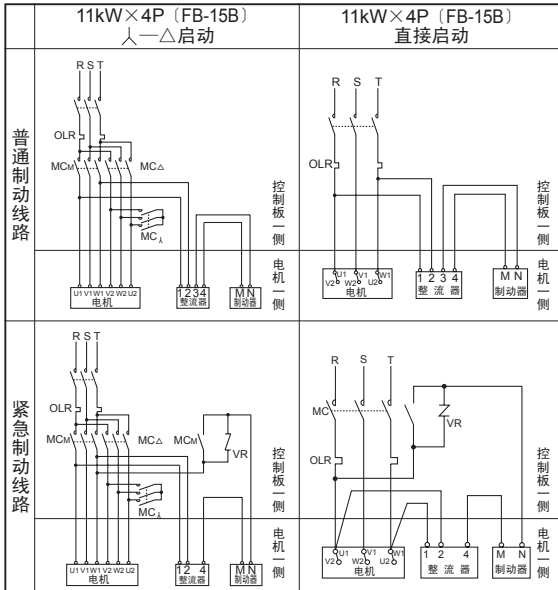 11kW×4P〔FB-15B〕
人—△启动
11kW×4P〔FB-15B〕
直接启动
普通制动线路
R S T
OLR
MCM
MC△
MC人
控制板一侧
电机一侧
U1 V1 W1 V2 W2 U2
电机
1 2 3 4
整流器
M N
制动器
R S T
OLR
控制板一侧
电机一侧
U1 V1 W1
V2 W2 U2
电机
1 2 3 4
整流器
M N
制动器
紧急制动线路
R S T
OLR
MCM
MC△
MCM
VR
MC人
控制板一侧
电机一侧
U1 V1 W1 V2 W2 U2
电机
1 2 4
整流器
M N
制动器
R S T
MC
VR
OLR
控制板一侧
电机一侧
U1 V1 W1
V2 W2 U2
电机
1 2 4
整流器
M N
制动器